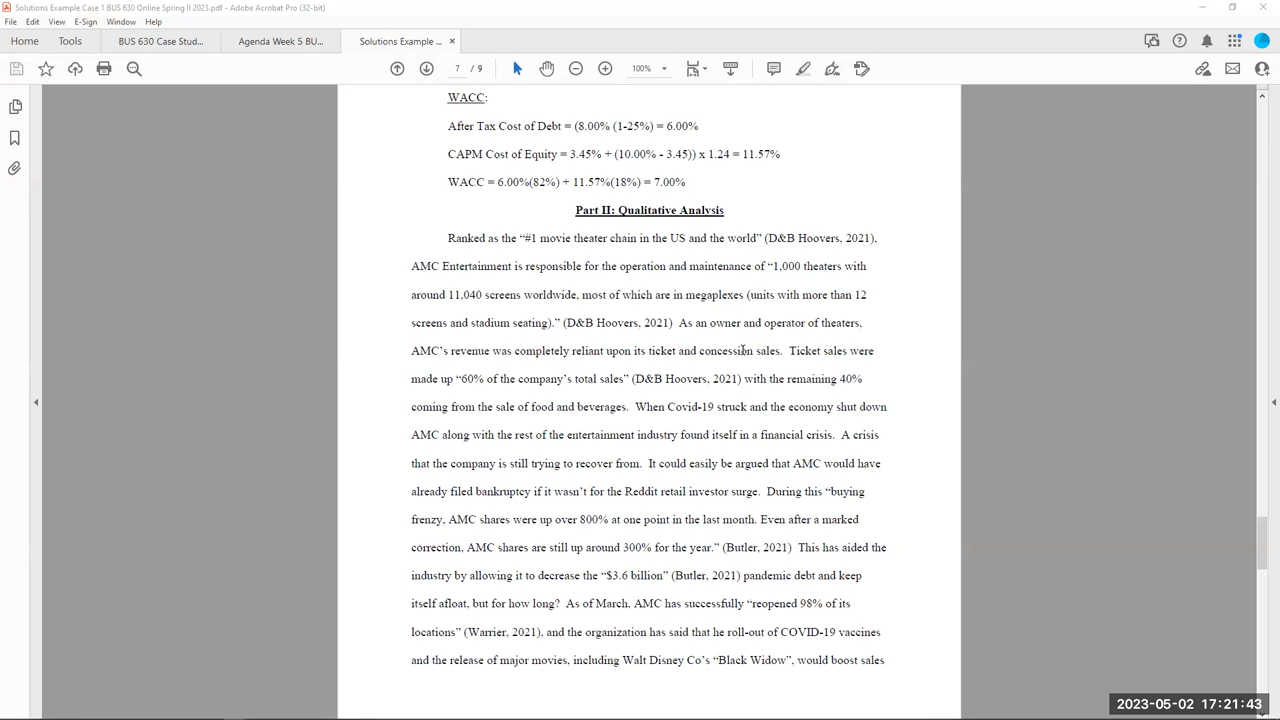 Solutions Example Case 1 BUS 630 Online Spring II 2023.pdf - Adobe Acrobat Pro (32-bit)
File Edit View E-Sign Window Help
Home Tools BUS 630 Case Stud... Agenda Week 5 BU... Solutions Example ... ×
7 / 9 100%
WACC:
After Tax Cost of Debt = (8.00% (1-25%) = 6.00%
CAPM Cost of Equity = 3.45% + (10.00% - 3.45)) x 1.24 = 11.57%
WACC = 6.00%(82%) + 11.57%(18%) = 7.00%
Part II: Qualitative Analysis
Ranked as the “#1 movie theater chain in the US and the world” (D&B Hoovers, 2021),
AMC Entertainment is responsible for the operation and maintenance of “1,000 theaters with
around 11,040 screens worldwide, most of which are in megaplexes (units with more than 12
screens and stadium seating).” (D&B Hoovers, 2021) As an owner and operator of theaters,
AMC’s revenue was completely reliant upon its ticket and concession sales. Ticket sales were
made up “60% of the company’s total sales” (D&B Hoovers, 2021) with the remaining 40%
coming from the sale of food and beverages. When Covid-19 struck and the economy shut down
AMC along with the rest of the entertainment industry found itself in a financial crisis. A crisis
that the company is still trying to recover from. It could easily be argued that AMC would have
already filed bankruptcy if it wasn’t for the Reddit retail investor surge. During this “buying
frenzy, AMC shares were up over 800% at one point in the last month. Even after a marked
correction, AMC shares are still up around 300% for the year.” (Butler, 2021) This has aided the
industry by allowing it to decrease the “$3.6 billion” (Butler, 2021) pandemic debt and keep
itself afloat, but for how long? As of March, AMC has successfully “reopened 98% of its
locations” (Warrier, 2021), and the organization has said that he roll-out of COVID-19 vaccines
and the release of major movies, including Walt Disney Co’s “Black Widow”, would boost sales
2023-05-02 17:21:43